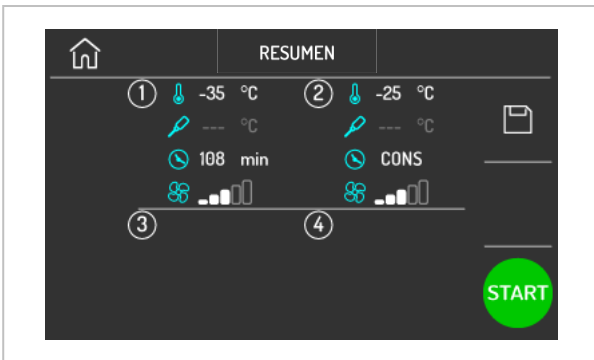 RESUMEN
1 -35 °C 2 -25 °C
--- °C --- °C
108 min CONS
3 4
START